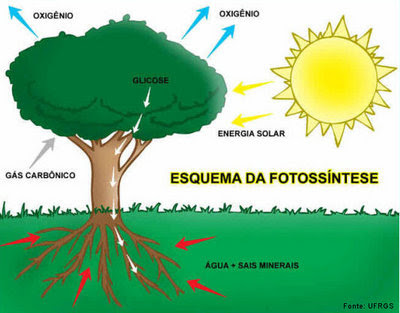 OXIGÊNIO
OXIGÊNIO
GLICOSE
ENERGIA SOLAR
GÁS CARBÔNICO
ESQUEMA DA FOTOSSÍNTESE
ÁGUA + SAIS MINERAIS
Fonte: UFRGS